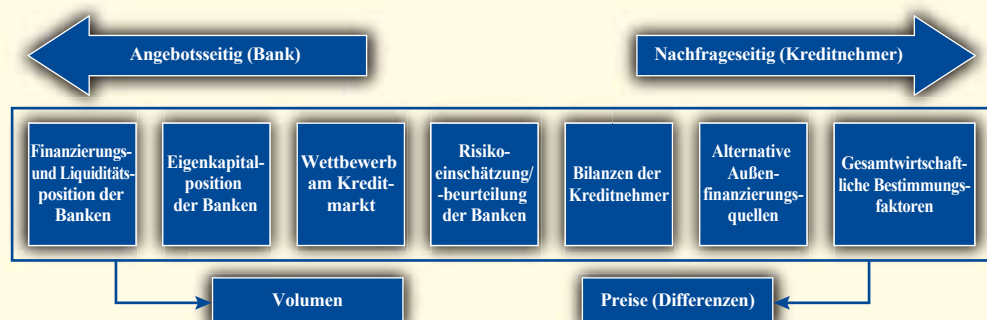 Angebotsseitig (Bank)
Nachfrageseitig (Kreditnehmer)
Finanzierungs-
und Liquiditäts-
position der
Banken
Eigenkapital-
position
der Banken
Wettbewerb
am Kredit-
markt
Risiko-
einschätzung/
-beurteilung
der Banken
Bilanzen der
Kreditnehmer
Alternative
Außen-
finanzierungs-
quellen
Gesamtwirtschaft-
liche Bestimmungs-
faktoren
Volumen
Preise (Differenzen)